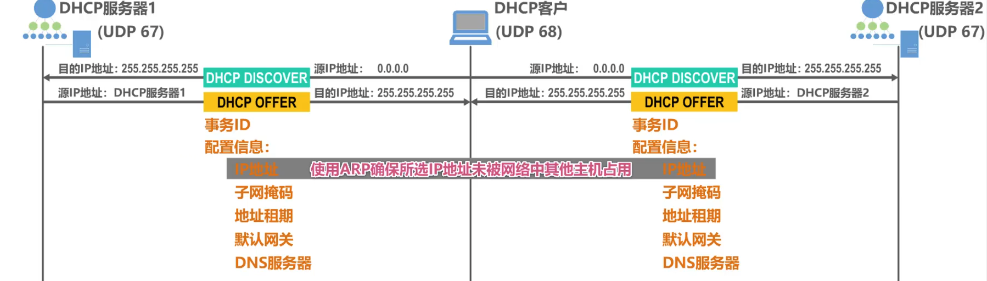 DHCP服务器1
(UDP 67)
DHCP客户
(UDP 68)
DHCP服务器2
(UDP 67)
目的IP地址: 255.255.255.255 DHCP DISCOVER 源IP地址: 0.0.0.0
源IP地址: 0.0.0.0 DHCP DISCOVER 目的IP地址: 255.255.255.255
源IP地址: DHCP服务器1 DHCP OFFER 目的IP地址: 255.255.255.255
目的IP地址: 255.255.255.255 DHCP OFFER 源IP地址: DHCP服务器2
事务ID
配置信息:
IP地址
子网掩码
地址租期
默认网关
DNS服务器
使用ARP确保所选IP地址未被网络中其他主机占用
事务ID
配置信息:
IP地址
子网掩码
地址租期
默认网关
DNS服务器